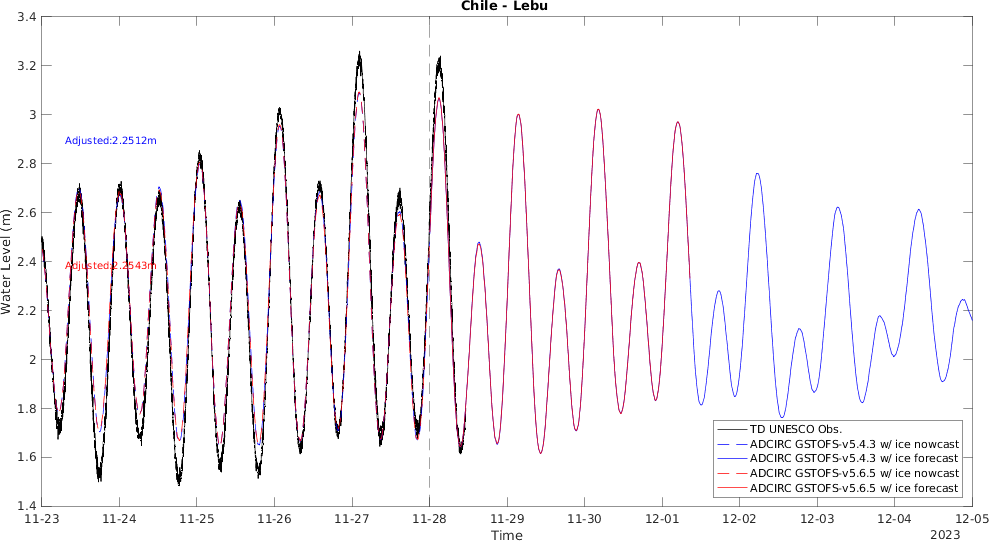 Chile - Lebu
3.4
3.2
3
2.8
2.6
2.4
2.2
2
1.8
1.6
1.4
Water Level (m)
Adjusted:2.2512m
Adjusted:2.2543m
TD UNESCO Obs.
ADCIRC GSTOFS-v5.4.3 w/ ice nowcast
ADCIRC GSTOFS-v5.4.3 w/ ice forecast
ADCIRC GSTOFS-v5.6.5 w/ ice nowcast
ADCIRC GSTOFS-v5.6.5 w/ ice forecast
11-23 11-24 11-25 11-26 11-27 11-28 11-29 11-30 12-01 12-02 12-03 12-04 12-05
Time
2023